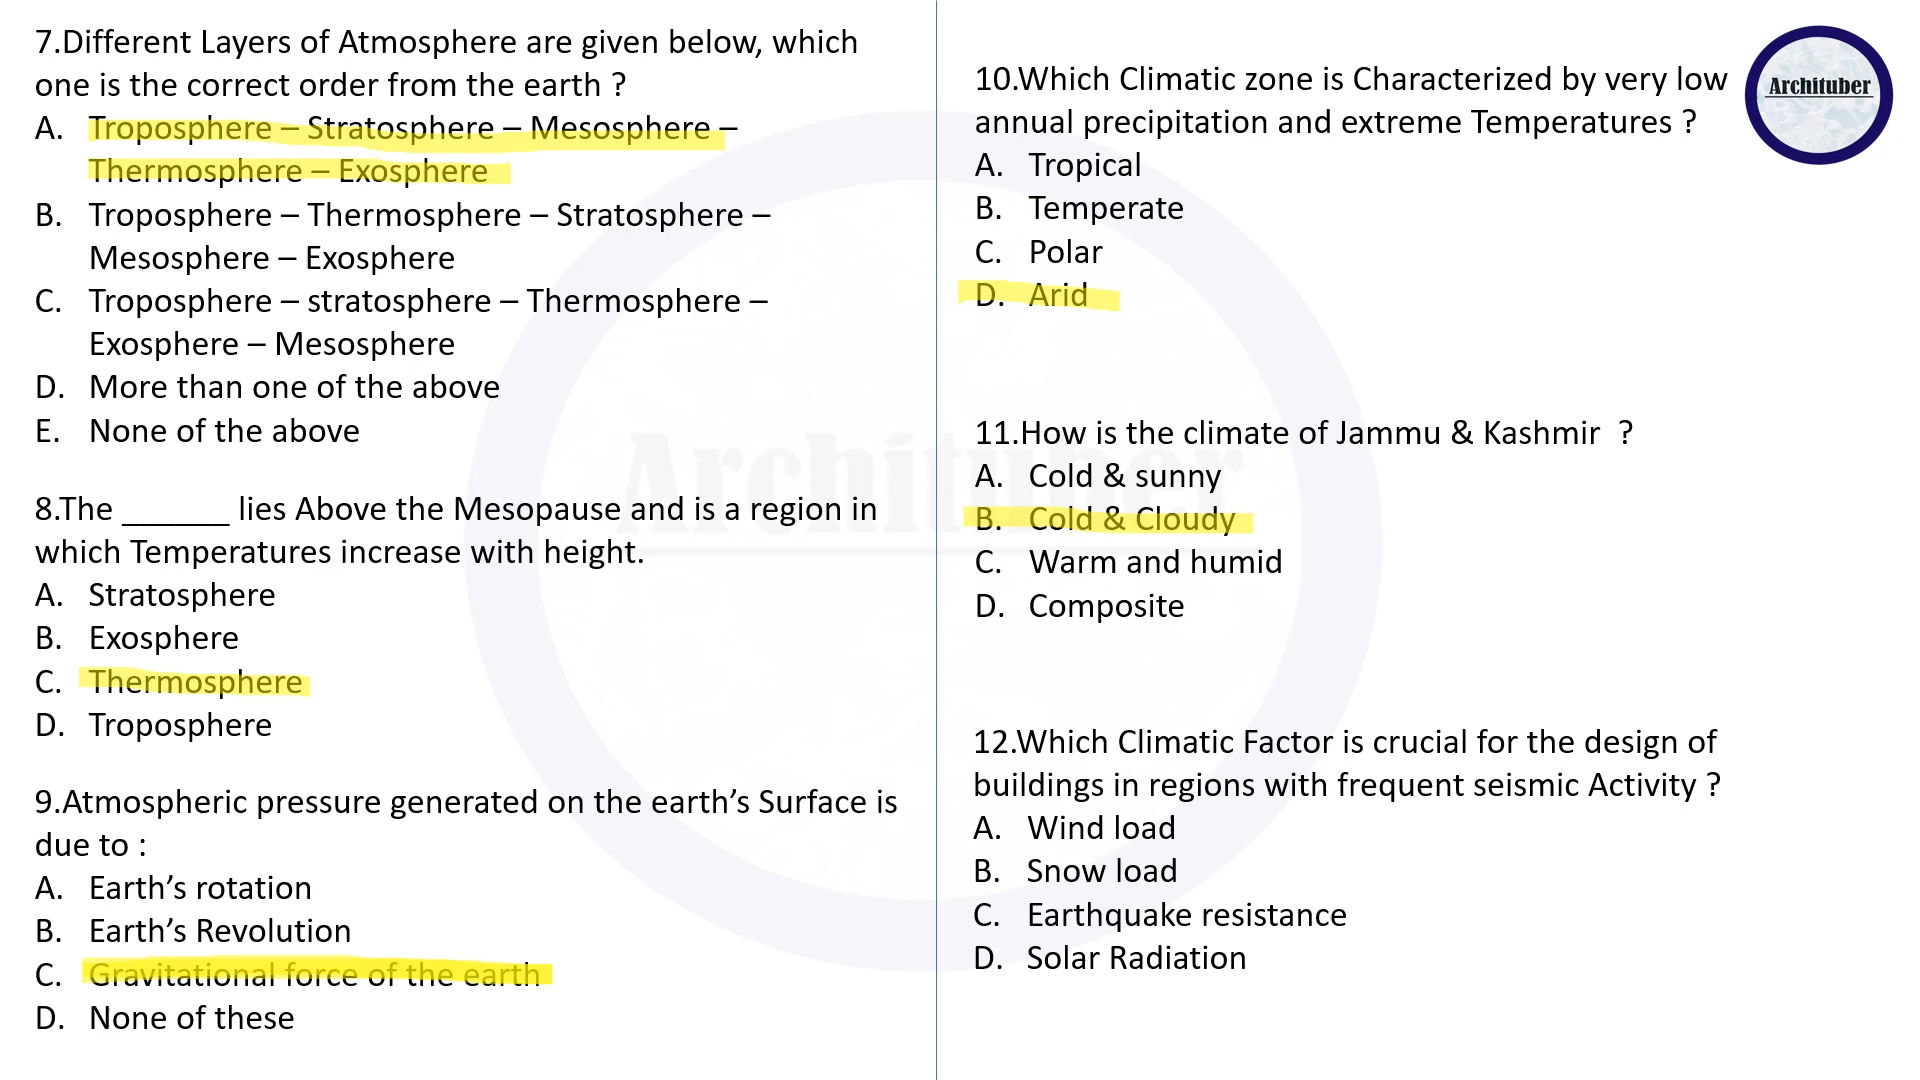 7.Different Layers of Atmosphere are given below, which
one is the correct order from the earth ?
A. Troposphere – Stratosphere – Mesosphere –
Thermosphere – Exosphere
B. Troposphere – Thermosphere – Stratosphere –
Mesosphere – Exosphere
C. Troposphere – stratosphere – Thermosphere –
Exosphere – Mesosphere
D. More than one of the above
E. None of the above
8.The ______ lies Above the Mesopause and is a region in
which Temperatures increase with height.
A. Stratosphere
B. Exosphere
C. Thermosphere
D. Troposphere
9.Atmospheric pressure generated on the earth’s Surface is
due to :
A. Earth’s rotation
B. Earth’s Revolution
C. Gravitational force of the earth
D. None of these
10.Which Climatic zone is Characterized by very low
annual precipitation and extreme Temperatures ?
A. Tropical
B. Temperate
C. Polar
D. Arid
11.How is the climate of Jammu & Kashmir ?
A. Cold & sunny
B. Cold & Cloudy
C. Warm and humid
D. Composite
12.Which Climatic Factor is crucial for the design of
buildings in regions with frequent seismic Activity ?
A. Wind load
B. Snow load
C. Earthquake resistance
D. Solar Radiation
Archituber
Archituber